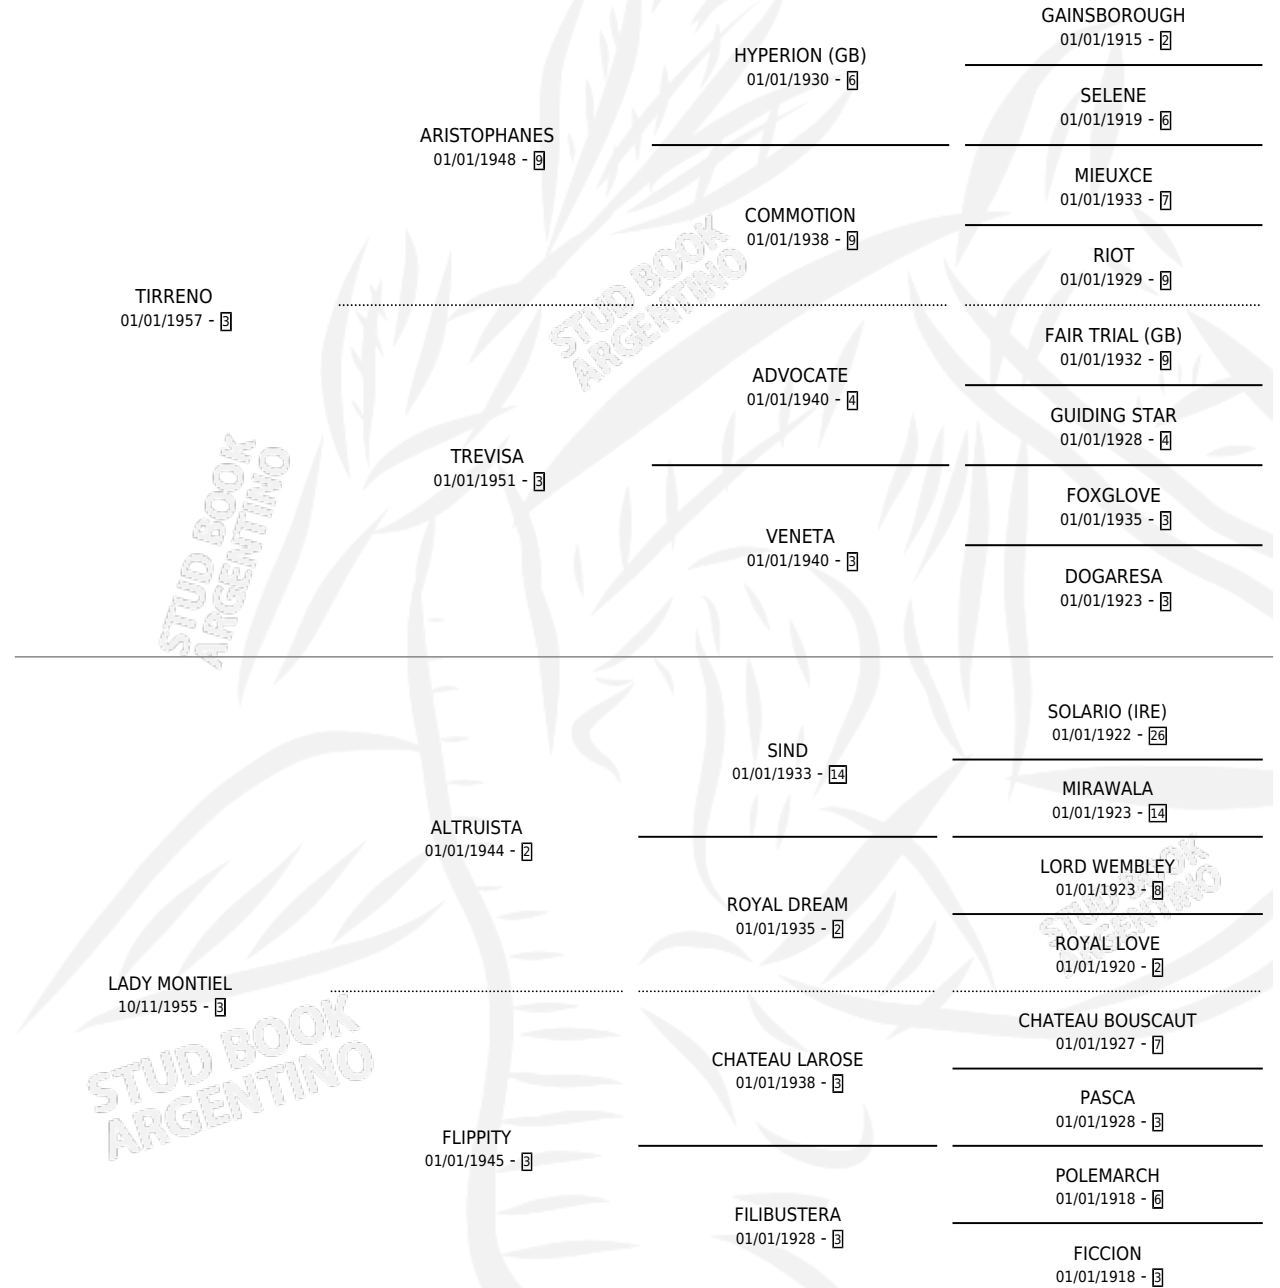 GAINSBOROUGH
01/01/1915 - 2
HYPERION (GB)
01/01/1930 - 6
SELENE
01/01/1919 - 6
ARISTOPHANES
01/01/1948 - 9
MIEUXCE
01/01/1933 - 7
COMMOTION
01/01/1938 - 9
RIOT
01/01/1929 - 9
TIRRENO
01/01/1957 - 3
STUD BOOK
ARGENTINO
FAIR TRIAL (GB)
01/01/1932 - 9
ADVOCATE
01/01/1940 - 4
GUIDING STAR
01/01/1928 - 4
TREVISA
01/01/1951 - 3
FOXGLOVE
01/01/1935 - 3
VENETA
01/01/1940 - 3
DOGARESA
01/01/1923 - 3
STUD BOOK
ARGENTINO
SOLARIO (IRE)
01/01/1922 - 26
SIND
01/01/1933 - 14
MIRAWALA
01/01/1923 - 14
ALTRUISTA
01/01/1944 - 2
LORD WEMBLEY
01/01/1923 - 8
ROYAL DREAM
01/01/1935 - 2
STUD BOOK
ARGENTINO
ROYAL LOVE
01/01/1920 - 2
LADY MONTIEL
10/11/1955 - 3
CHATEAU BOUSCAUT
01/01/1927 - 7
CHATEAU LAROSE
01/01/1938 - 3
STUD BOOK
ARGENTINO
PASCA
01/01/1928 - 3
FLIPPITY
01/01/1945 - 3
POLEMARCH
01/01/1918 - 6
FILIBUSTERA
01/01/1928 - 3
FICCION
01/01/1918 - 3